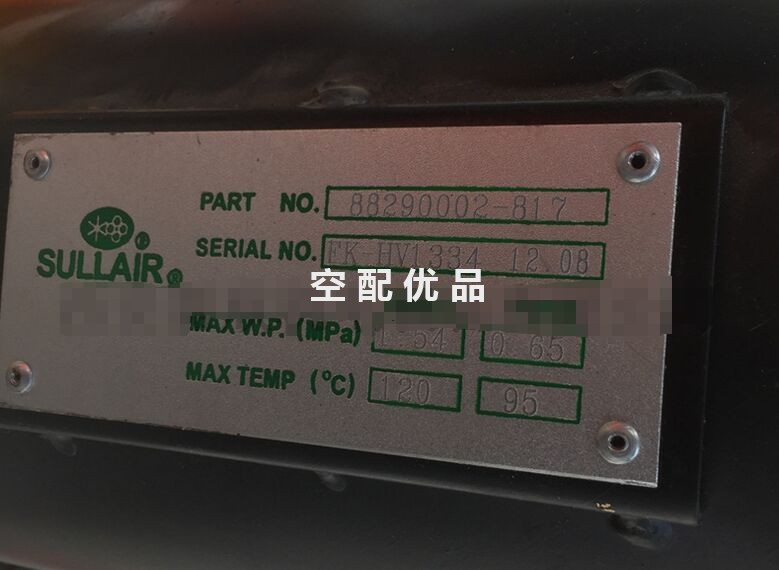 PART NO. 88290002-817
SULLAIR®
SERIAL NO. FK-HV1334 12.08
空配优品
MAX W.P. (MPa) 1.54 0.65
MAX TEMP (°C) 120 95